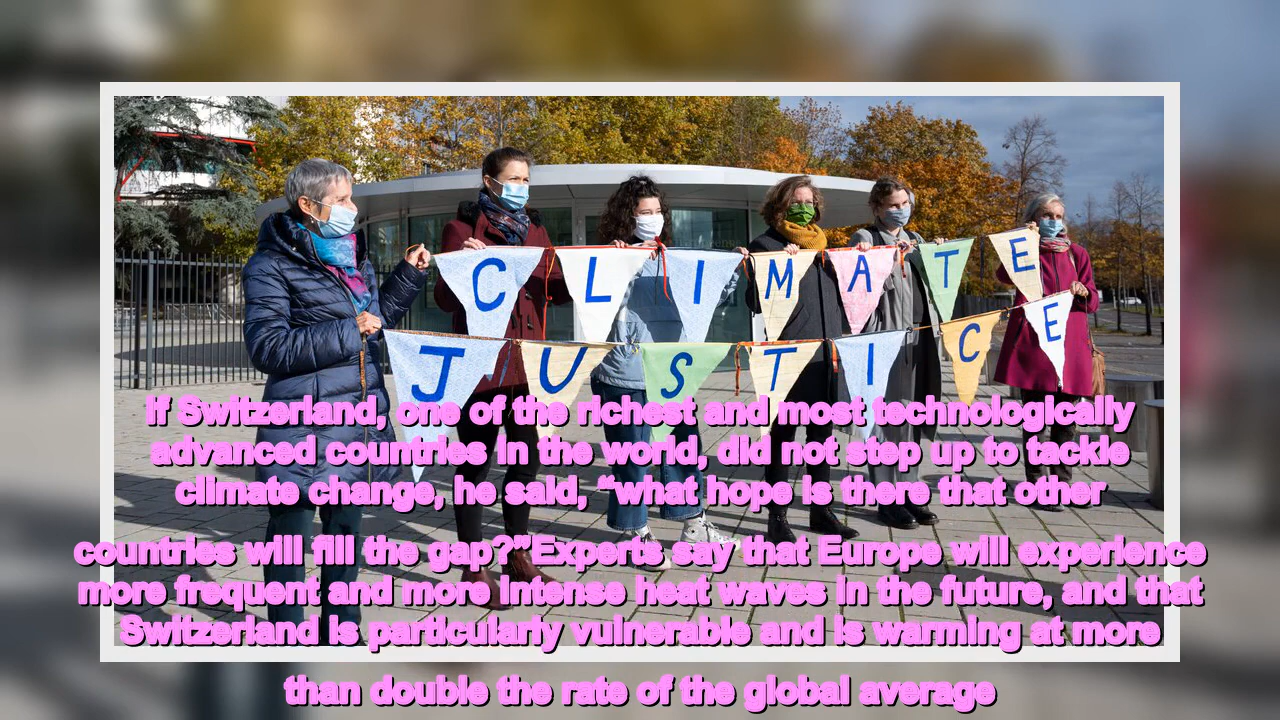 CLIMATE
JUSTICE
If Switzerland, one of the richest and most technologically
advanced countries in the world, did not step up to tackle
climate change, he said, “what hope is there that other
countries will fill the gap?”Experts say that Europe will experience
more frequent and more intense heat waves in the future, and that
Switzerland is particularly vulnerable and is warming at more
than double the rate of the global average